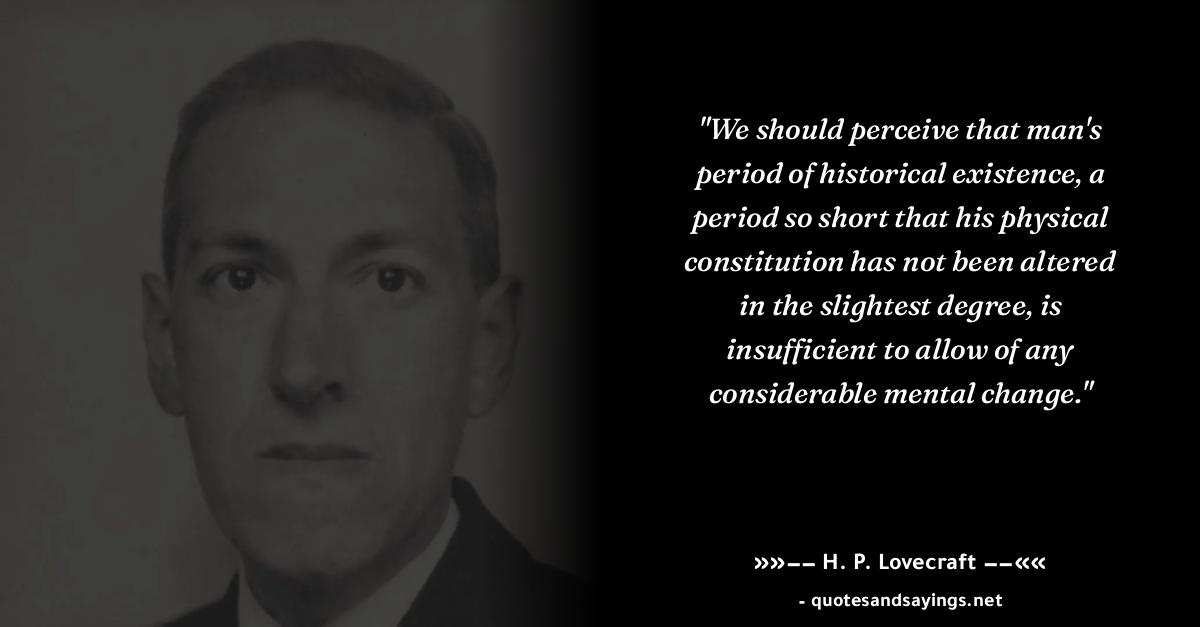 "We should perceive that man's
period of historical existence, a
period so short that his physical
constitution has not been altered
in the slightest degree, is
insufficient to allow of any
considerable mental change."
»»–– H. P. Lovecraft ––««
- quotesandsayings.net